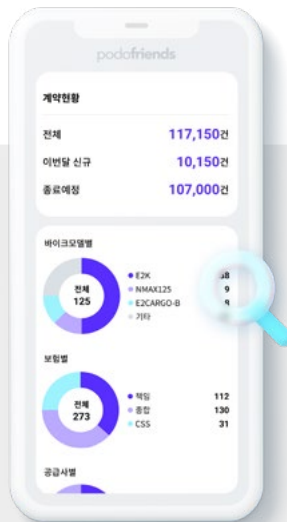 podofriends
계약현황
전체 117,150건
이번달 신규 10,150건
종료예정 107,000건
바이크모델별
전체
125
E2K
NMAX125 9
E2CARGO-B
기타
보험별
전체
273
책임 112
종합 130
CSS 31
공급사별